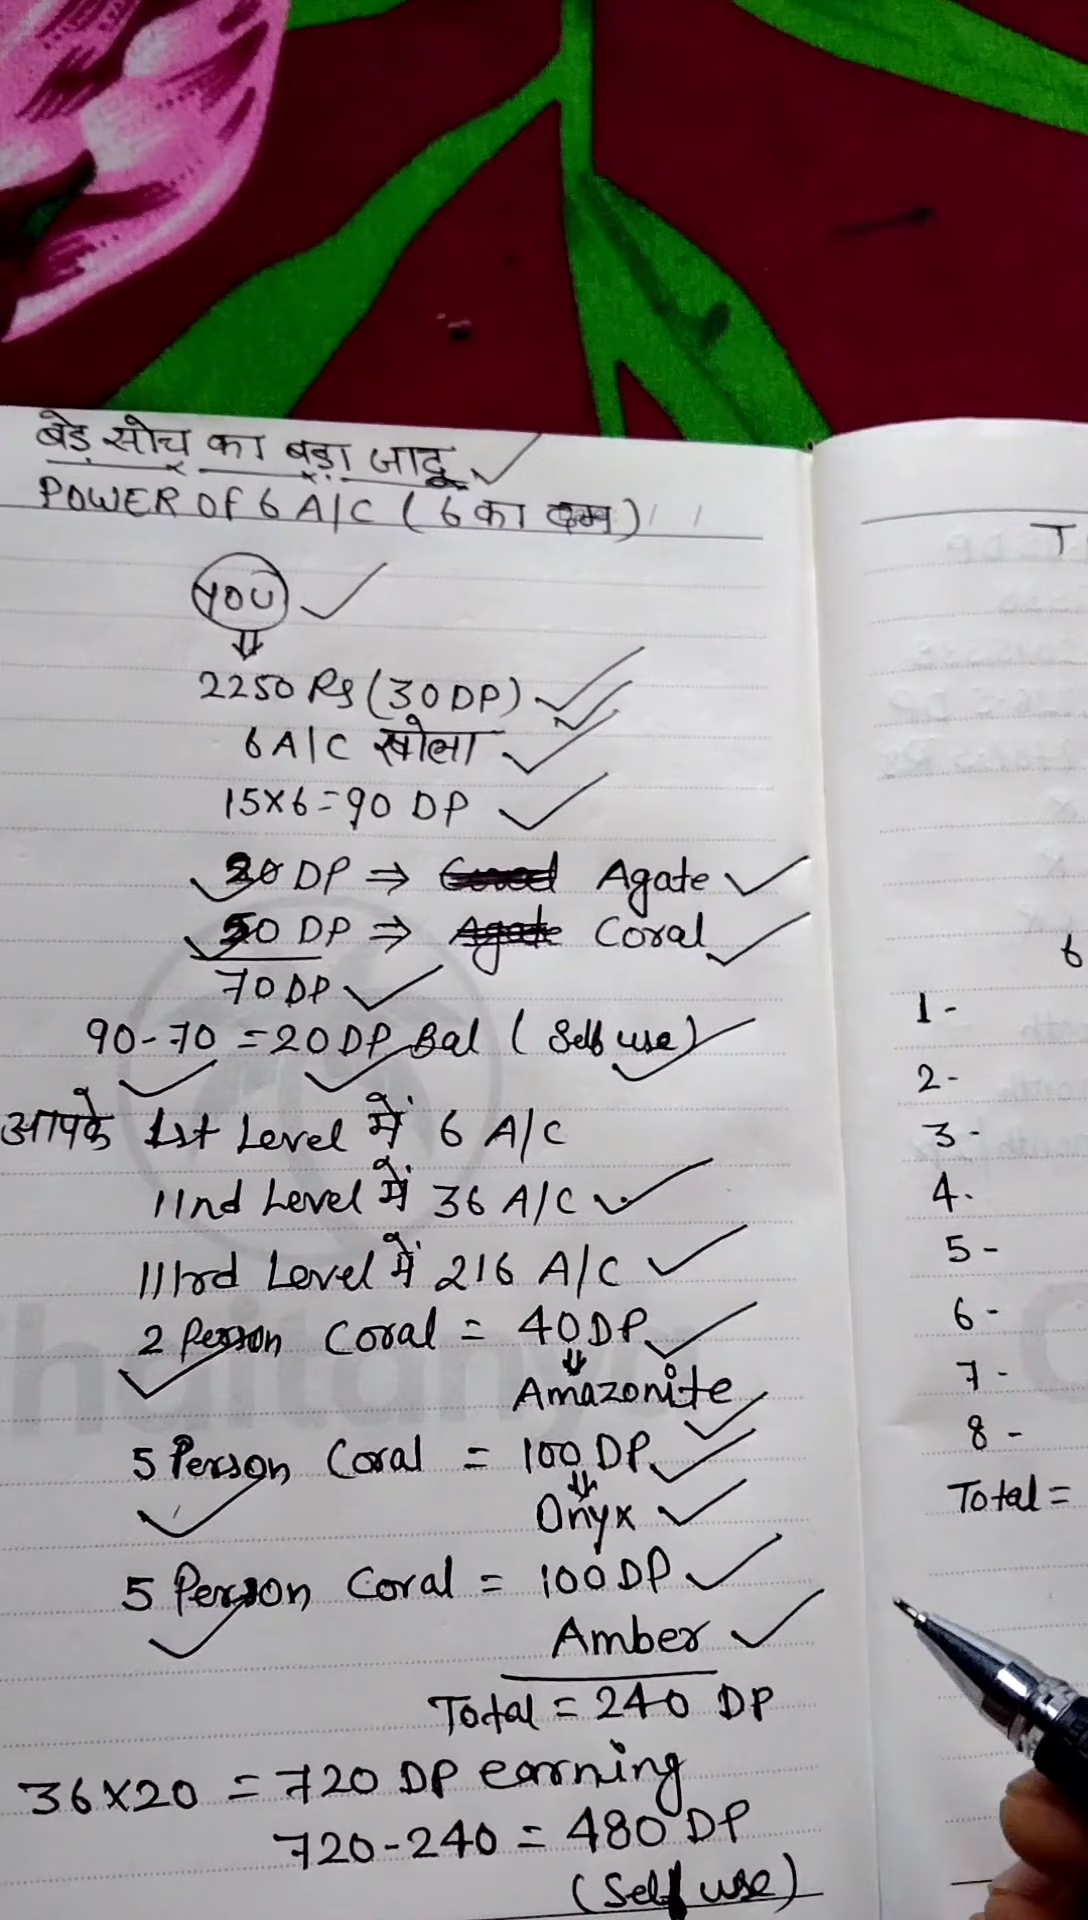 बड़े सोच का बड़ा जादू
POWER OF 6 A/C (6 का दम)
YOU
2250 Rs (30 DP)
6 A/C खोला
15×6=90 DP
20 DP ⇒ Agate
50 DP ⇒ Agate Coral
70 DP
90-70 = 20 DP Bal (Self use)
आपके 1st Level में 6 A/C
IInd Level में 36 A/C
IIIrd Level में 216 A/C
2 Person Coral = 40 DP
Amazonite
5 Person Coral = 100 DP
Onyx
5 Person Coral = 100 DP
Amber
Total = 240 DP
36×20 = 720 DP earning
720-240 = 480 DP
(Self use)
6
1-
2-
3-
4.
5-
6-
7-
8-
Total =